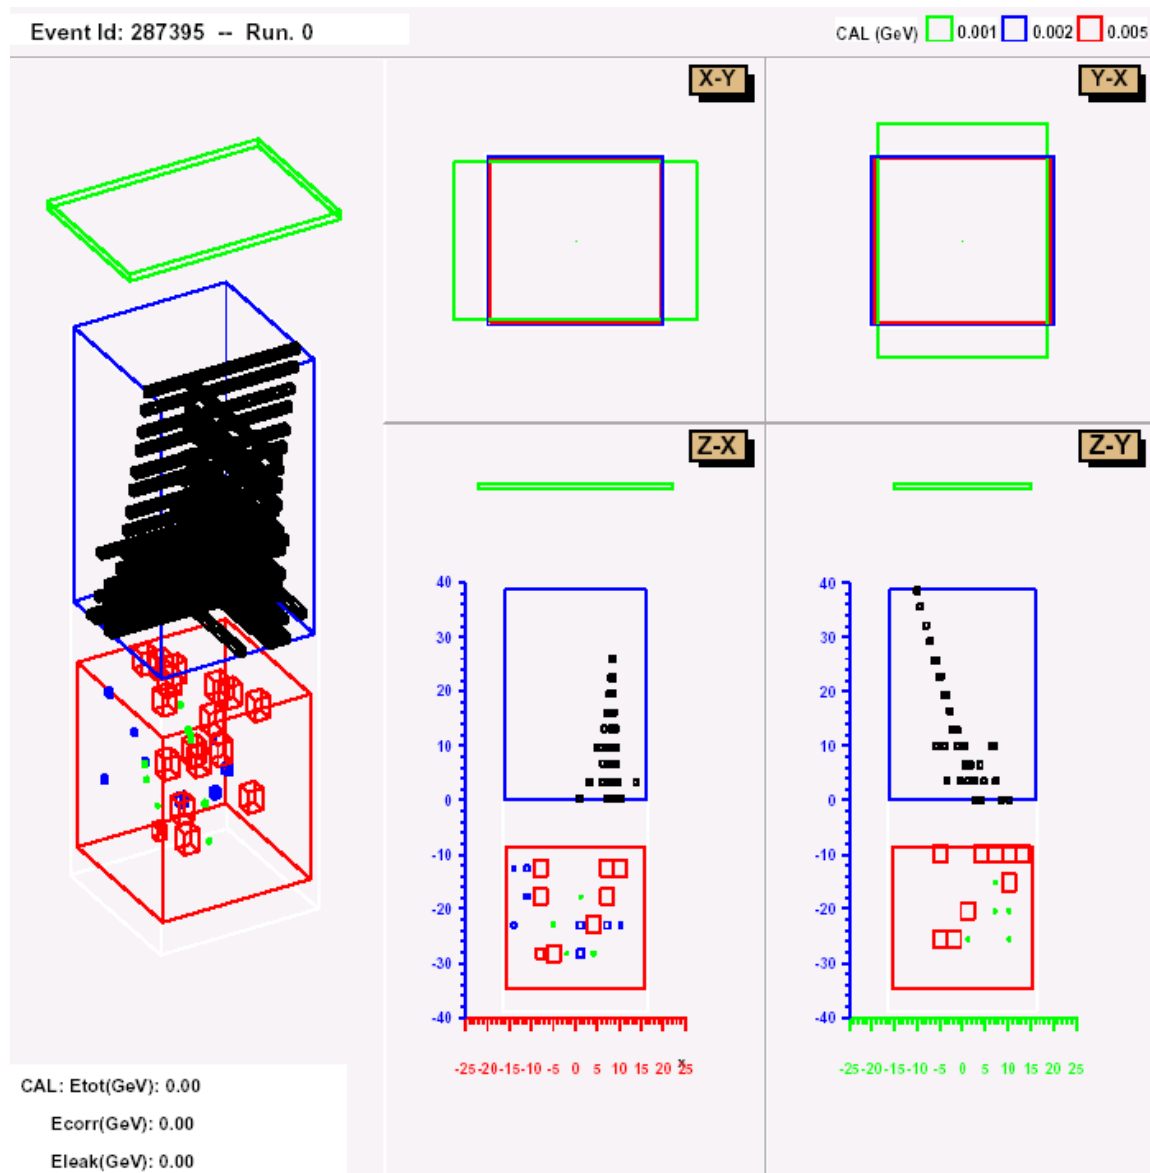 Event Id: 287395 -- Run. 0
CAL (GeV) 0.001 0.002 0.005
X-Y
Y-X
Z-X
Z-Y
40
30
20
10
0
-10
-20
-30
-40
-25 -20 -15 -10 -5 0 5 10 15 20 25
x
40
30
20
10
0
-10
-20
-30
-40
-25 -20 -15 -10 -5 0 5 10 15 20 25
CAL: Etot(GeV): 0.00
Ecorr(GeV): 0.00
Eleak(GeV): 0.00